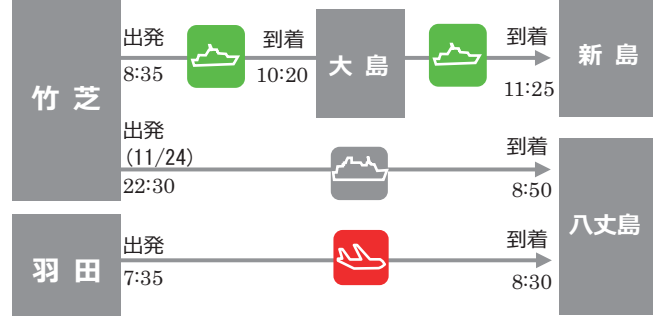 竹芝
出発
8:35
到着
10:20
大島
到着
11:25
新島
出発
(11/24)
22:30
到着
8:50
八丈島
羽田
出発
7:35
到着
8:30